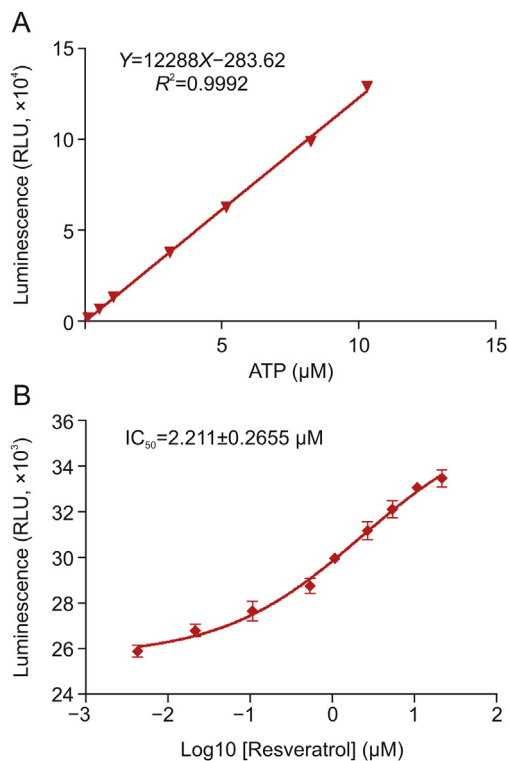 A
Luminescence (RLU, ×10⁴)
15
10
5
0
Y=12288X−283.62
R²=0.9992
5
10
15
ATP (μM)
B
Luminescence (RLU, ×10³)
36
34
32
30
28
26
24
IC₅₀=2.211±0.2655 μM
−3
−2
−1
0
1
2
Log10 [Resveratrol] (μM)